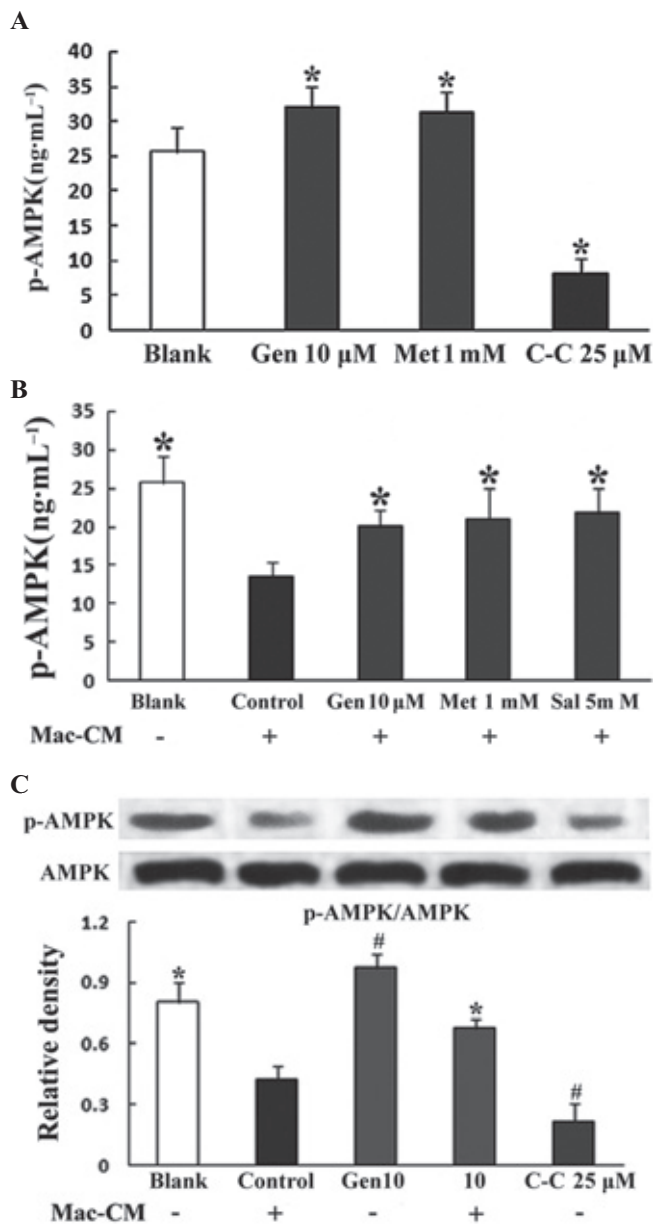 A
p-AMPK(ng·mL⁻¹)
40
35
30
25
20
15
10
5
0
* * *
Blank Gen 10 μM Met 1 mM C-C 25 μM
B
p-AMPK(ng·mL⁻¹)
35
30
25
20
15
10
5
0
* * * *
Blank Control Gen 10 μM Met 1 mM Sal 5m M
Mac-CM - + + + +
C
p-AMPK
AMPK
p-AMPK/AMPK
Relative density
1.2
0.9
0.6
0.3
0
* # * #
Blank Control Gen10 10 C-C 25 μM
Mac-CM - + - + -